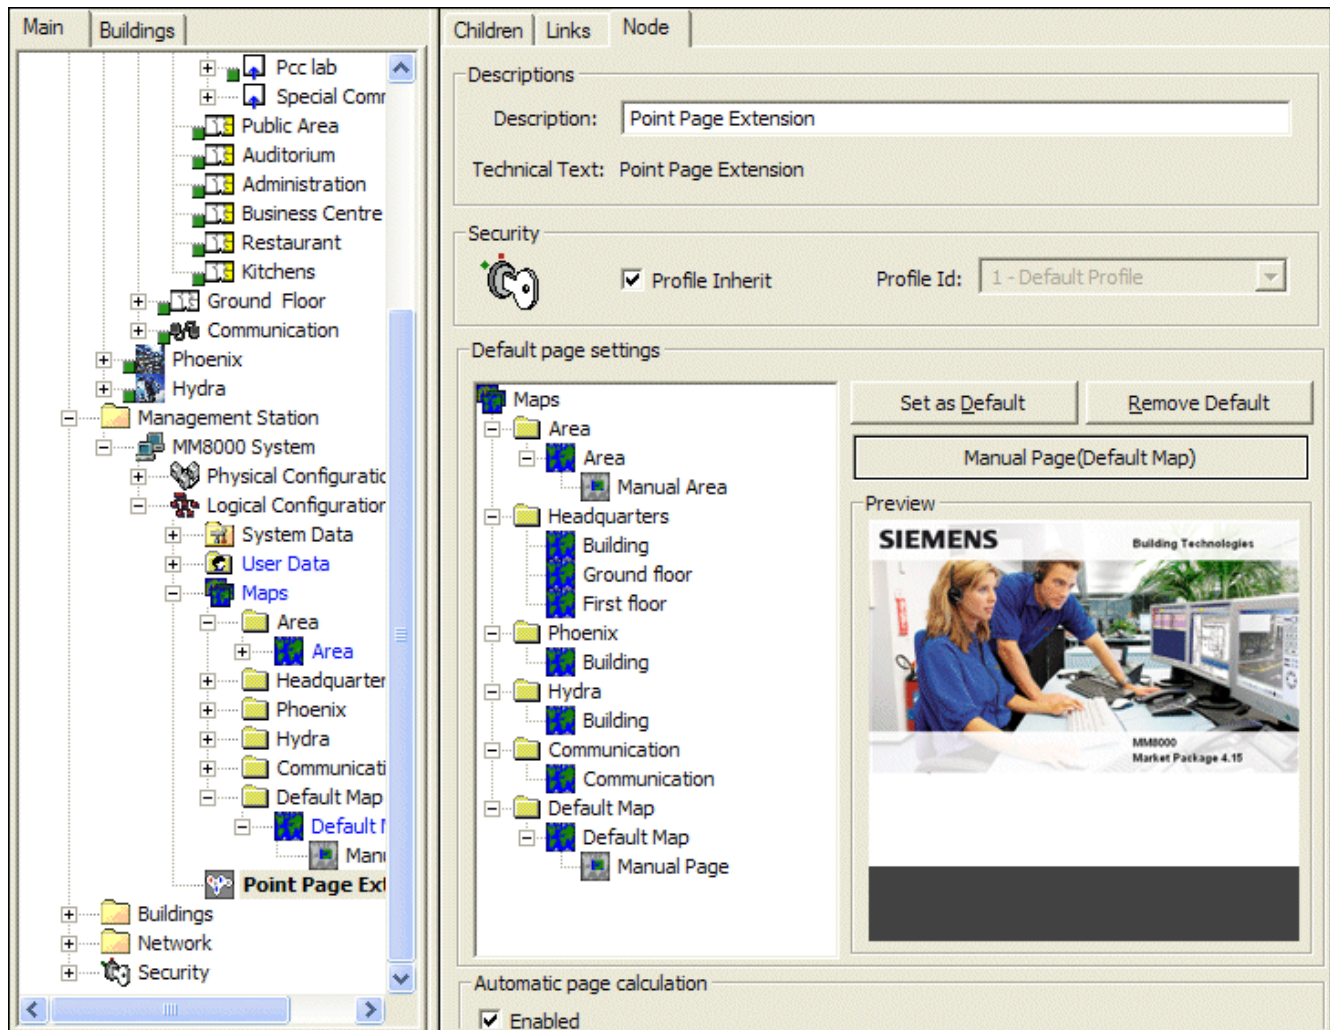 Main
Buildings
Pcc lab
Special Comr
Public Area
Auditorium
Administration
Business Centre
Restaurant
Kitchens
Ground Floor
Communication
Phoenix
Hydra
Management Station
MM8000 System
Physical Configuratic
Logical Configuration
System Data
User Data
Maps
Area
Area
Headquarter
Phoenix
Hydra
Communicati
Default Map
Default M
Manu
Point Page Ext
Buildings
Network
Security
Children
Links
Node
Descriptions
Description: Point Page Extension
Technical Text: Point Page Extension
Security
Profile Inherit
Profile Id: 1 - Default Profile
Default page settings
Maps
Area
Area
Manual Area
Headquarters
Building
Ground floor
First floor
Phoenix
Building
Hydra
Building
Communication
Communication
Default Map
Default Map
Manual Page
Set as Default
Remove Default
Manual Page(Default Map)
Preview
SIEMENS
Building Technologies
MM8000
Market Package 4.15
Automatic page calculation
Enabled